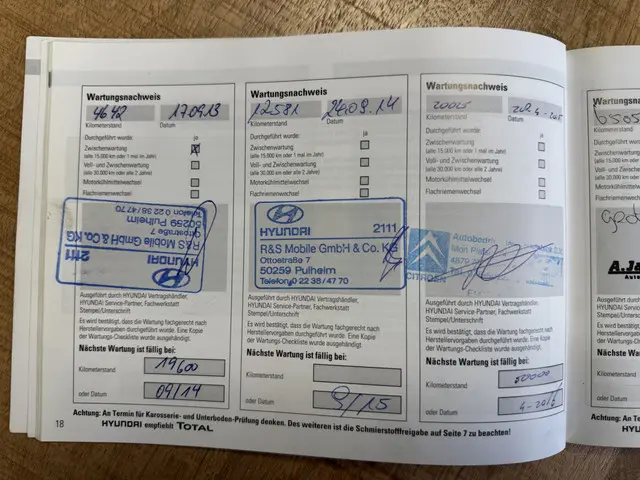 Wartungsnachweis
4642 17.09.13
Kilometerstand Datum
Durchgeführt wurde: ja
Zwischenwartung
(alle 15.000 km oder 1 mal im Jahr)
Voll- und Zwischenwartung
(alle 30.000 km oder alle 2 Jahre)
Motorkühlmittelwechsel
Flachriemenwechsel
HYUNDAI 2111
R&S Mobile GmbH & Co. KG
Ottostraße 7
50259 Pulheim
Telefon 0 22 38/47 70
Ausgeführt durch HYUNDAI Vertragshändler,
HYUNDAI Service-Partner, Fachwerkstatt
Stempel/Unterschrift
Es wird bestätigt, dass die Wartung fachgerecht nach
Herstellervorgaben durchgeführt wurde. Eine Kopie
der Wartungs-Checkliste wurde ausgehändigt.
Nächste Wartung ist fällig bei:
Kilometerstand 19600
oder Datum 09/14
Wartungsnachweis
12581 24.09.14
Kilometerstand Datum
Durchgeführt wurde: ja
Zwischenwartung
(alle 15.000 km oder 1 mal im Jahr)
Voll- und Zwischenwartung
(alle 30.000 km oder alle 2 Jahre)
Motorkühlmittelwechsel
Flachriemenwechsel
HYUNDAI 2111
R&S Mobile GmbH & Co. KG
Ottostraße 7
50259 Pulheim
Telefon 0 22 38/47 70
Ausgeführt durch HYUNDAI Vertragshändler,
HYUNDAI Service-Partner, Fachwerkstatt
Stempel/Unterschrift
Es wird bestätigt, dass die Wartung fachgerecht nach
Herstellervorgaben durchgeführt wurde. Eine Kopie
der Wartungs-Checkliste wurde ausgehändigt.
Nächste Wartung ist fällig bei:
Kilometerstand
oder Datum 9/15
Wartungsnachweis
Kilometerstand Datum
Durchgeführt wurde: ja
Zwischenwartung
(alle 15.000 km oder 1 mal im Jahr)
Voll- und Zwischenwartung
(alle 30.000 km oder alle 2 Jahre)
Motorkühlmittelwechsel
Flachriemenwechsel
CITROEN
Ausgeführt durch HYUNDAI Vertragshändler,
HYUNDAI Service-Partner, Fachwerkstatt
Stempel/Unterschrift
Es wird bestätigt, dass die Wartung fachgerecht nach
Herstellervorgaben durchgeführt wurde. Eine Kopie
der Wartungs-Checkliste wurde ausgehändigt.
Nächste Wartung ist fällig bei:
Kilometerstand
oder Datum 4-2016
Achtung: An Termin für Karosserie- und Unterboden-Prüfung denken. Des weiteren ist die Schmierstofffreigabe auf Seite 7 zu beachten!
18 HYUNDAI empfiehlt TOTAL